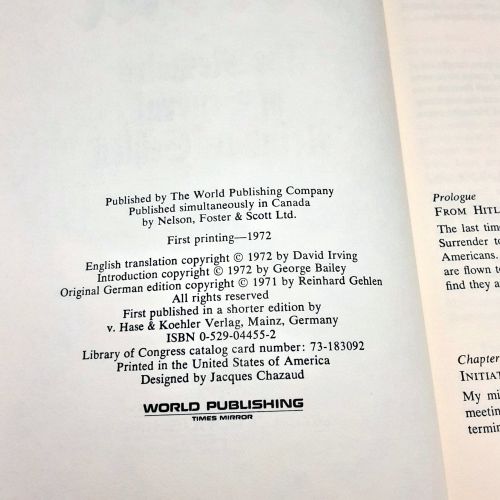 Published by The World Publishing Company
Published simultaneously in Canada
by Nelson, Foster & Scott Ltd.
First printing—1972
English translation copyright © 1972 by David Irving
Introduction copyright © 1972 by George Bailey
Original German edition copyright © 1971 by Reinhard Gehlen
All rights reserved
First published in a shorter edition by
v. Hase & Koehler Verlag, Mainz, Germany
ISBN 0-529-04455-2
Library of Congress catalog card number: 73-183092
Printed in the United States of America
Designed by Jacques Chazaud
WORLD PUBLISHING
TIMES MIRROR
Prologue
FROM HITL
The last tim
Surrender to
Americans.
are flown t
find they a
Chapter
INITIAT
My mi
meetin
termin